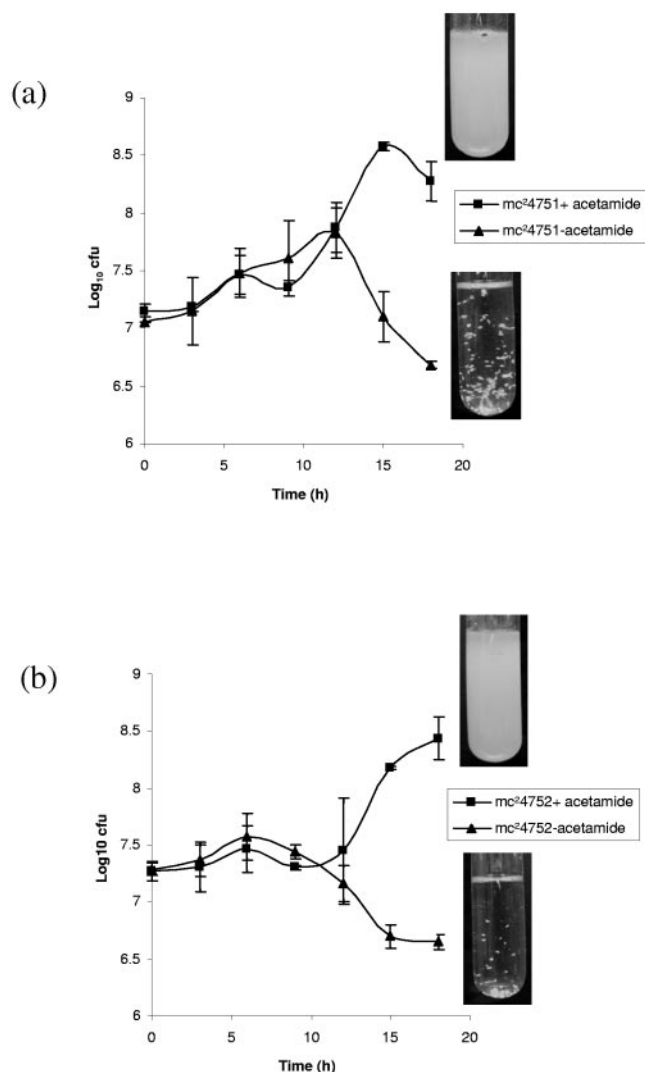 (a)
9
8.5
8
7.5
7
6.5
6
Log₁₀ cfu
0 5 10 15 20
Time (h)
mc²4751+ acetamide
mc²4751-acetamide
(b)
9
8.5
8
7.5
7
6.5
6
Log10 cfu
0 5 10 15 20
Time (h)
mc²4752+ acetamide
mc²4752-acetamide